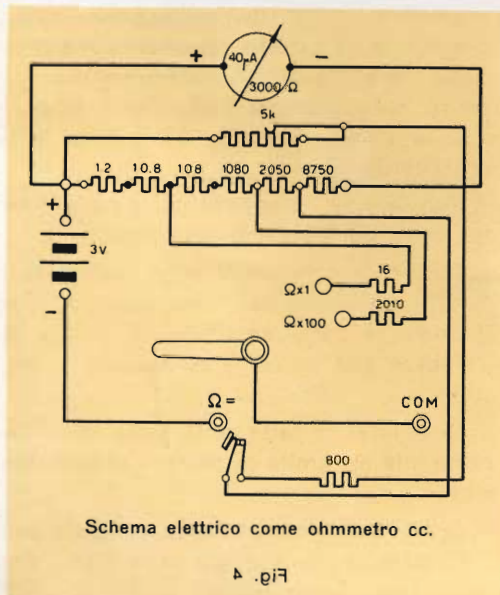 + −
40μA
3000 Ω
5k
1.2 10.8 108 1080 2050 8750
+
3v
−
16
Ωx1
2010
Ωx100
Ω=
COM
800
Schema elettrico come ohmmetro cc.
Fig. 4